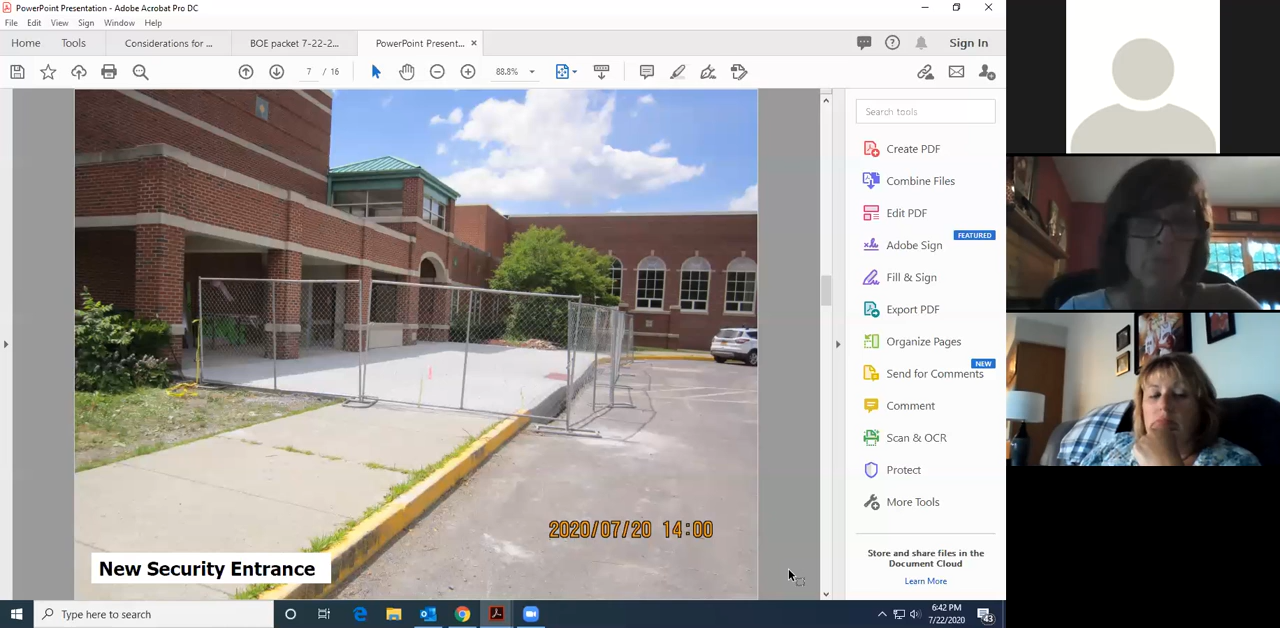 PowerPoint Presentation - Adobe Acrobat Pro DC
File Edit View Sign Window Help
Home Tools Considerations for ... BOE packet 7-22-2... PowerPoint Present... × Sign In
7 / 16 88.8%
Search tools
Create PDF
Combine Files
Edit PDF
FEATURED
Adobe Sign
Fill & Sign
Export PDF
Organize Pages
NEW
Send for Comments
Comment
Scan & OCR
Protect
More Tools
Store and share files in the
Document Cloud
Learn More
2020/07/20 14:00
New Security Entrance
Type here to search
6:42 PM
7/22/2020
43